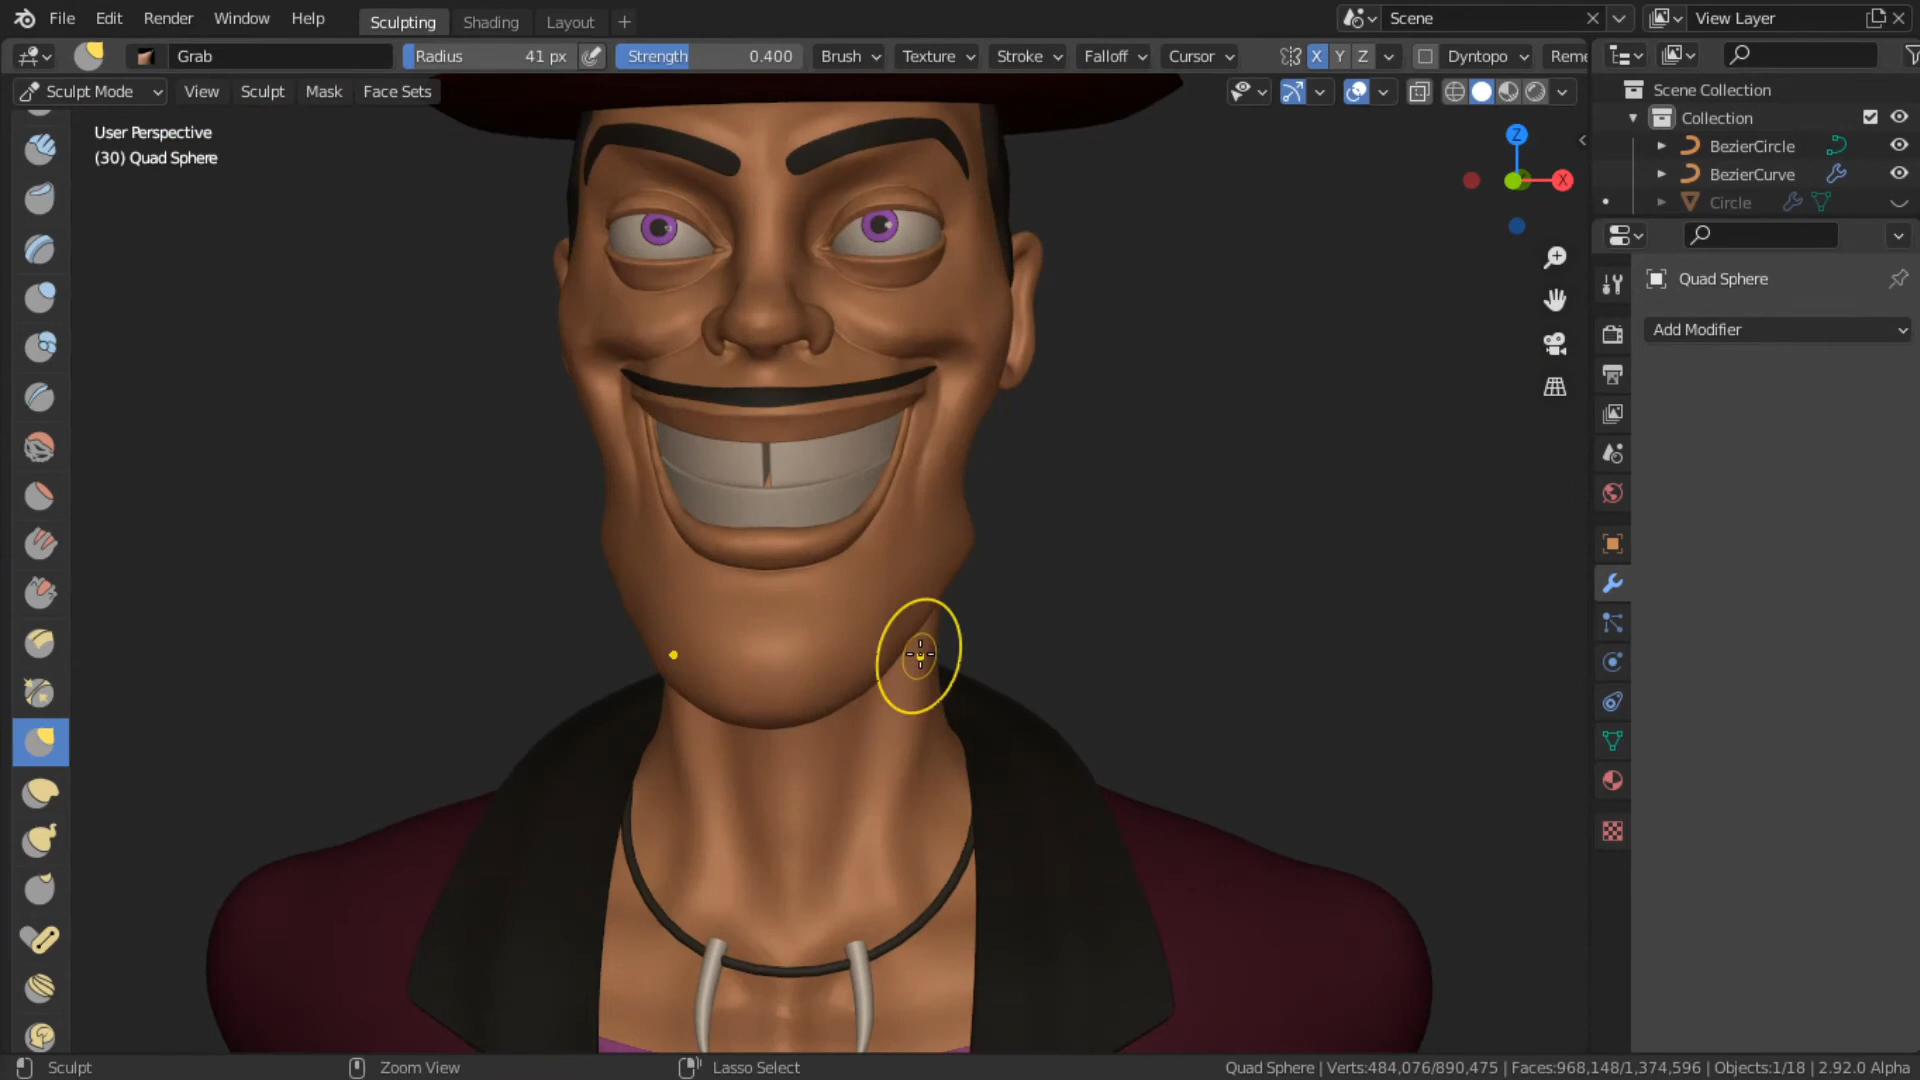 File Edit Render Window Help Sculpting Shading Layout + Scene View Layer
Grab Radius 41 px Strength 0.400 Brush Texture Stroke Falloff Cursor X Y Z Dyntopo Reme
Sculpt Mode View Sculpt Mask Face Sets
User Perspective
(30) Quad Sphere
Z
X
Scene Collection
Collection
BezierCircle
BezierCurve
Circle
Quad Sphere
Add Modifier
Sculpt Zoom View Lasso Select Quad Sphere | Verts:484,076/890,475 | Faces:968,148/1,374,596 | Objects:1/18 | 2.92.0 Alpha